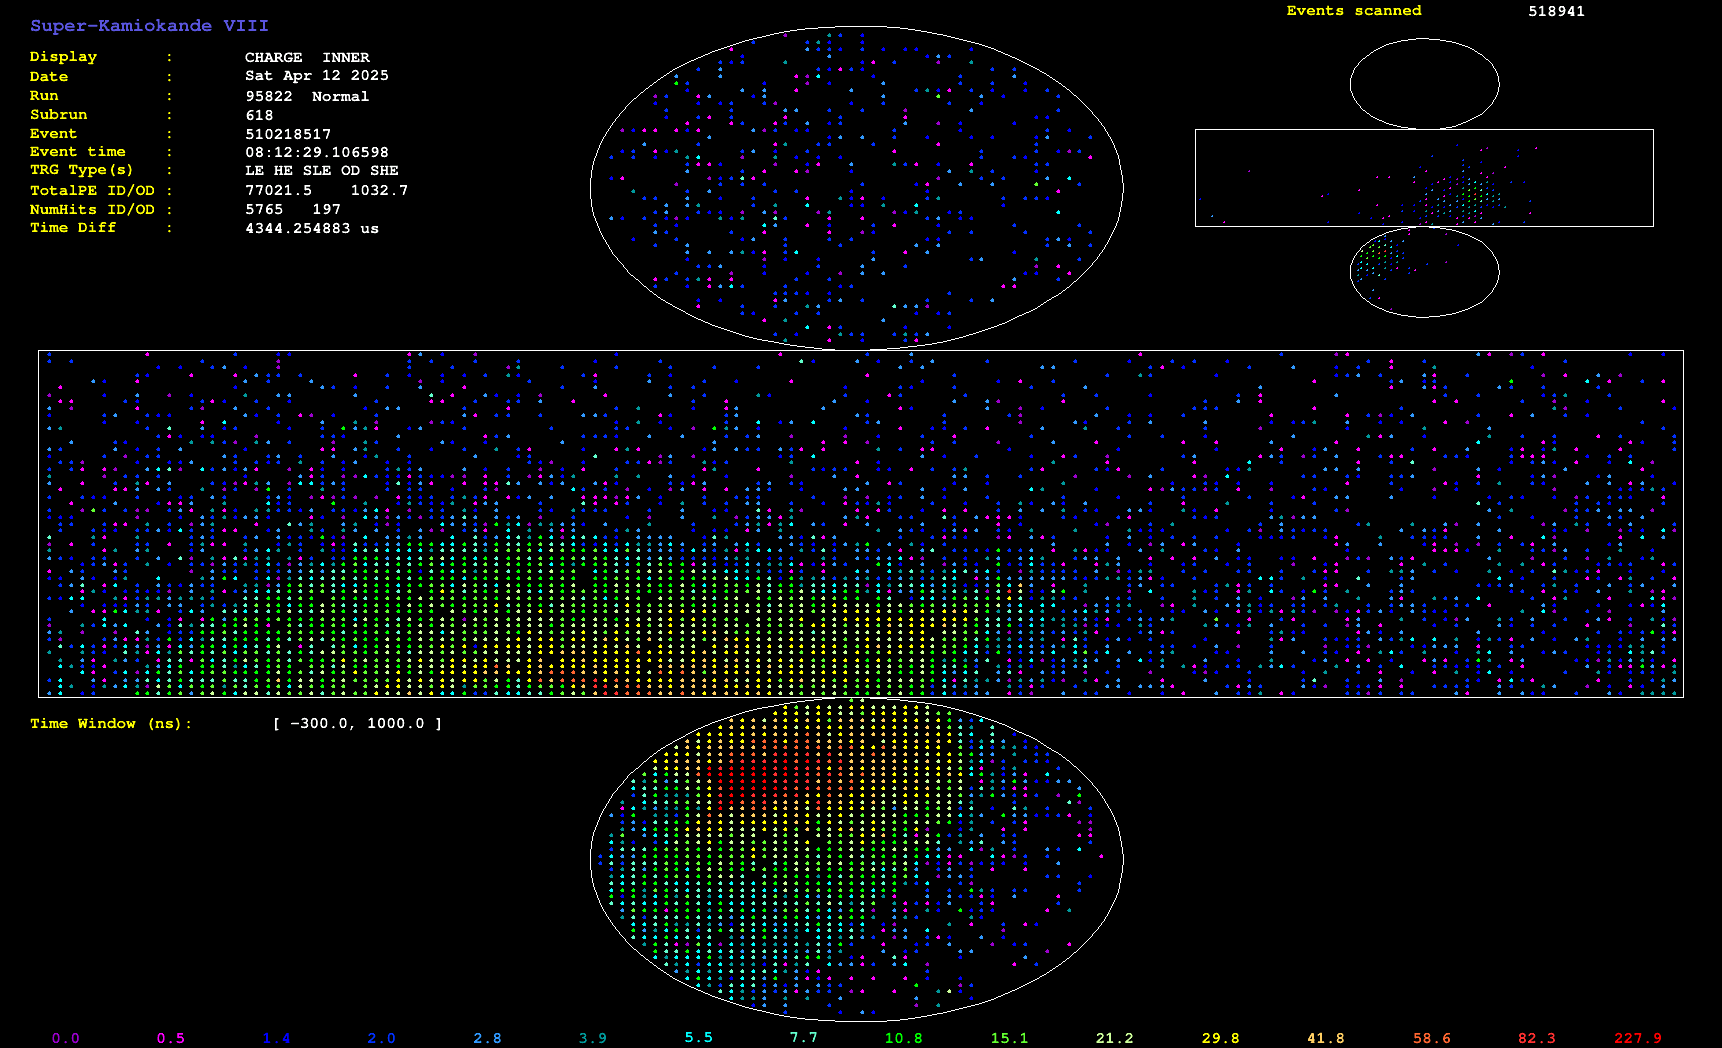 Super-Kamiokande VIII
Events scanned 518941
Display : CHARGE INNER
Date : Sat Apr 12 2025
Run : 95822 Normal
Subrun : 618
Event : 510218517
Event time : 08:12:29.106598
TRG Type(s) : LE HE SLE OD SHE
TotalPE ID/OD : 77021.5 1032.7
NumHits ID/OD : 5765 197
Time Diff : 4344.254883 us
Time Window (ns): [ -300.0, 1000.0 ]
0.0 0.5 1.4 2.0 2.8 3.9 5.5 7.7 10.8 15.1 21.2 29.8 41.8 58.6 82.3 227.9